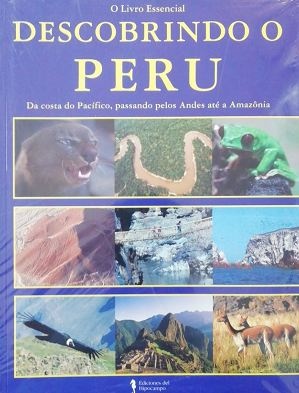 O Livro Essencial
DESCOBRINDO O
PERU
Da costa do Pacífico, passando pelos Andes até a Amazônia
Ediciones del
Hipocampo